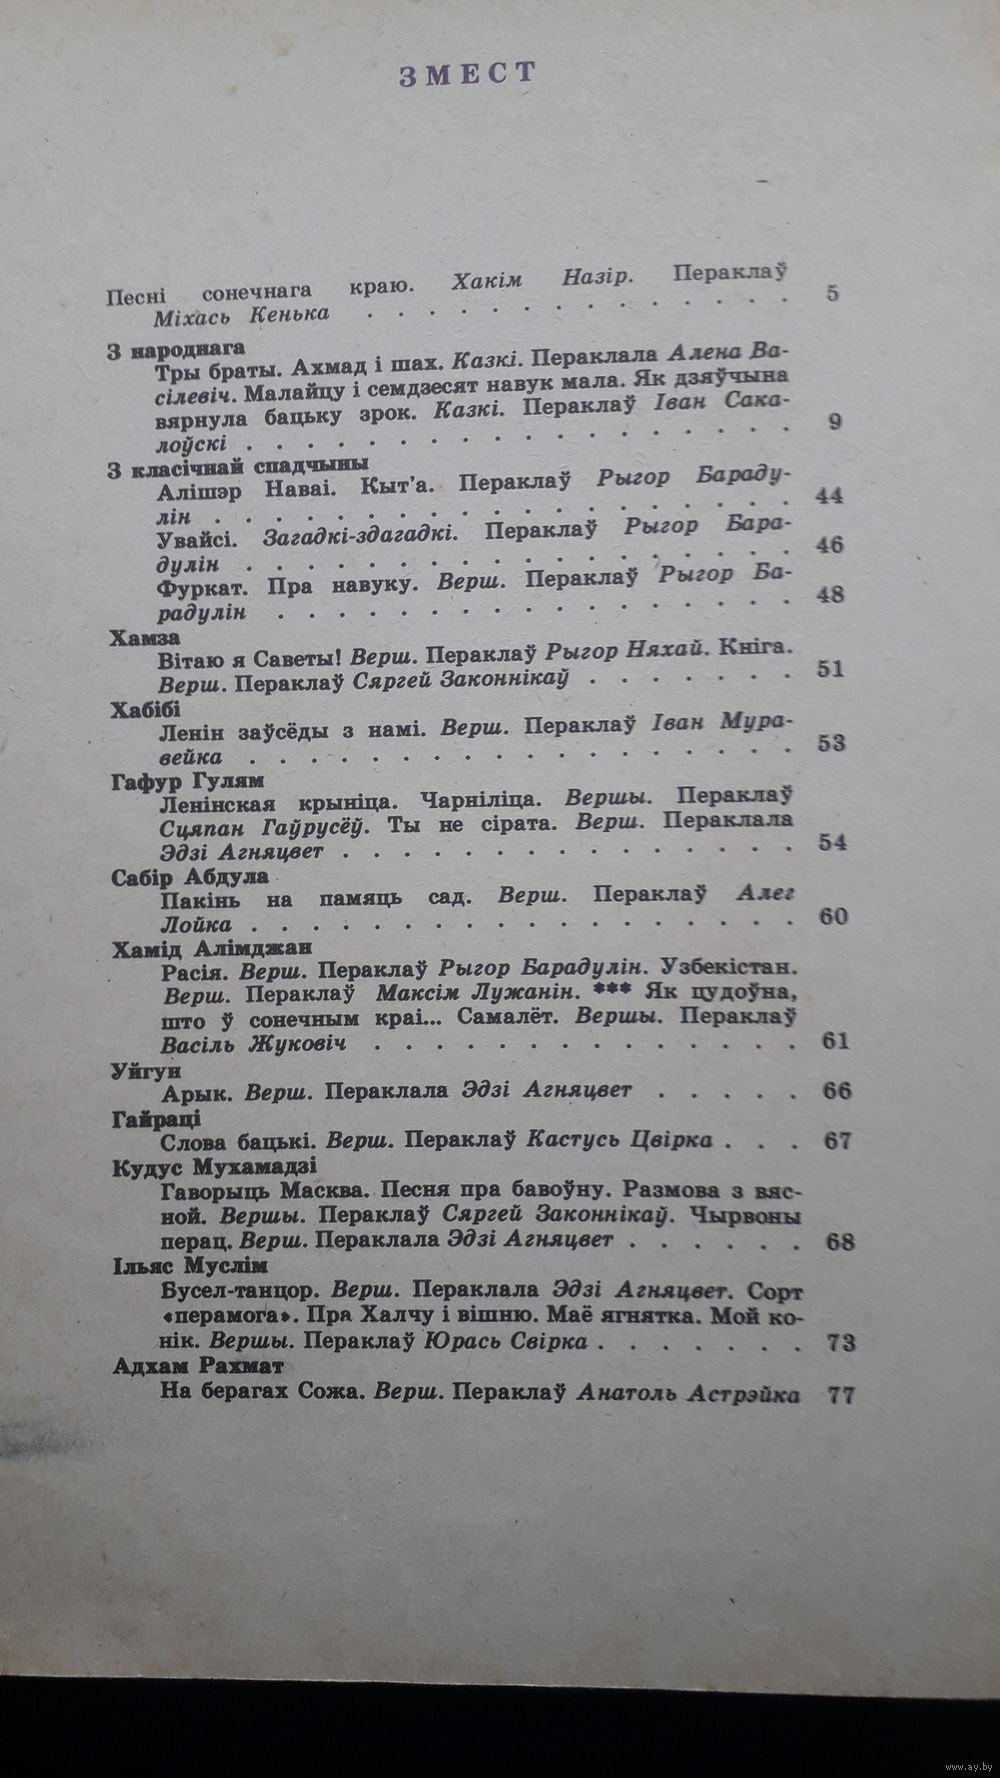 ЗМЕСТ
Песні сонечнага краю. Хакім Назір. Пераклаў
Міхась Кенька . . . . . . . . . . . . . . 5
З народнага
Тры браты. Ахмад і шах. Казкі. Пераклала Алена Ва-
сілевіч. Малайцу і семдзесят навук мала. Як дзяўчына
вярнула бацьку зрок. Казкі. Пераклаў Іван Сака-
лоўскі . . . . . . . . . . . . . . . . . . 9
З класічнай спадчыны
Алішэр Наваі. Кыт’а. Пераклаў Рыгор Бараду-
лін . . . . . . . . . . . . . . . . . . . 44
Увайсі. Загадкі-здагадкі. Пераклаў Рыгор Бара-
дулін . . . . . . . . . . . . . . . . . . 46
Фуркат. Пра навуку. Верш. Пераклаў Рыгор Ба-
радулін . . . . . . . . . . . . . . . . . 48
Хамза
Вітаю я Саветы! Верш. Пераклаў Рыгор Няхай. Кніга.
Верш. Пераклаў Сяргей Законнікаў . . . . . . . 51
Хабібі
Ленін заўсёды з намі. Верш. Пераклаў Іван Мура-
вейка . . . . . . . . . . . . . . . . . . 53
Гафур Гулям
Ленінская крыніца. Чарніліца. Вершы. Пераклаў
Сцяпан Гаўрусёў. Ты не сірата. Верш. Пераклала
Эдзі Агняцвет . . . . . . . . . . . . . . . 54
Сабір Абдула
Пакінь на памяць сад. Верш. Пераклаў Алег
Лойка . . . . . . . . . . . . . . . . . . 60
Хамід Алімджан
Расія. Верш. Пераклаў Рыгор Барадулін. Узбекістан.
Верш. Пераклаў Максім Лужанін. *** Як цудоўна,
што ў сонечным краі... Самалёт. Вершы. Пераклаў
Васіль Жуковіч . . . . . . . . . . . . . . 61
Уйгун
Арык. Верш. Пераклала Эдзі Агняцвет . . . . . 66
Гайраці
Слова бацькі. Верш. Пераклаў Кастусь Цвірка . . . 67
Кудус Мухамадзі
Гаворыць Масква. Песня пра бавоўну. Размова з вяс-
ной. Вершы. Пераклаў Сяргей Законнікаў. Чырвоны
перац. Верш. Пераклала Эдзі Агняцвет . . . . . . 68
Ільяс Муслім
Бусел-танцор. Верш. Пераклала Эдзі Агняцвет. Сорт
«перамога». Пра Халчу і вішню. Маё ягнятка. Мой ко-
нік. Вершы. Пераклаў Юрась Свірка . . . . . . . 73
Адхам Рахмат
На берагах Сожа. Верш. Пераклаў Анатоль Астрэйка 77
www.ay.by